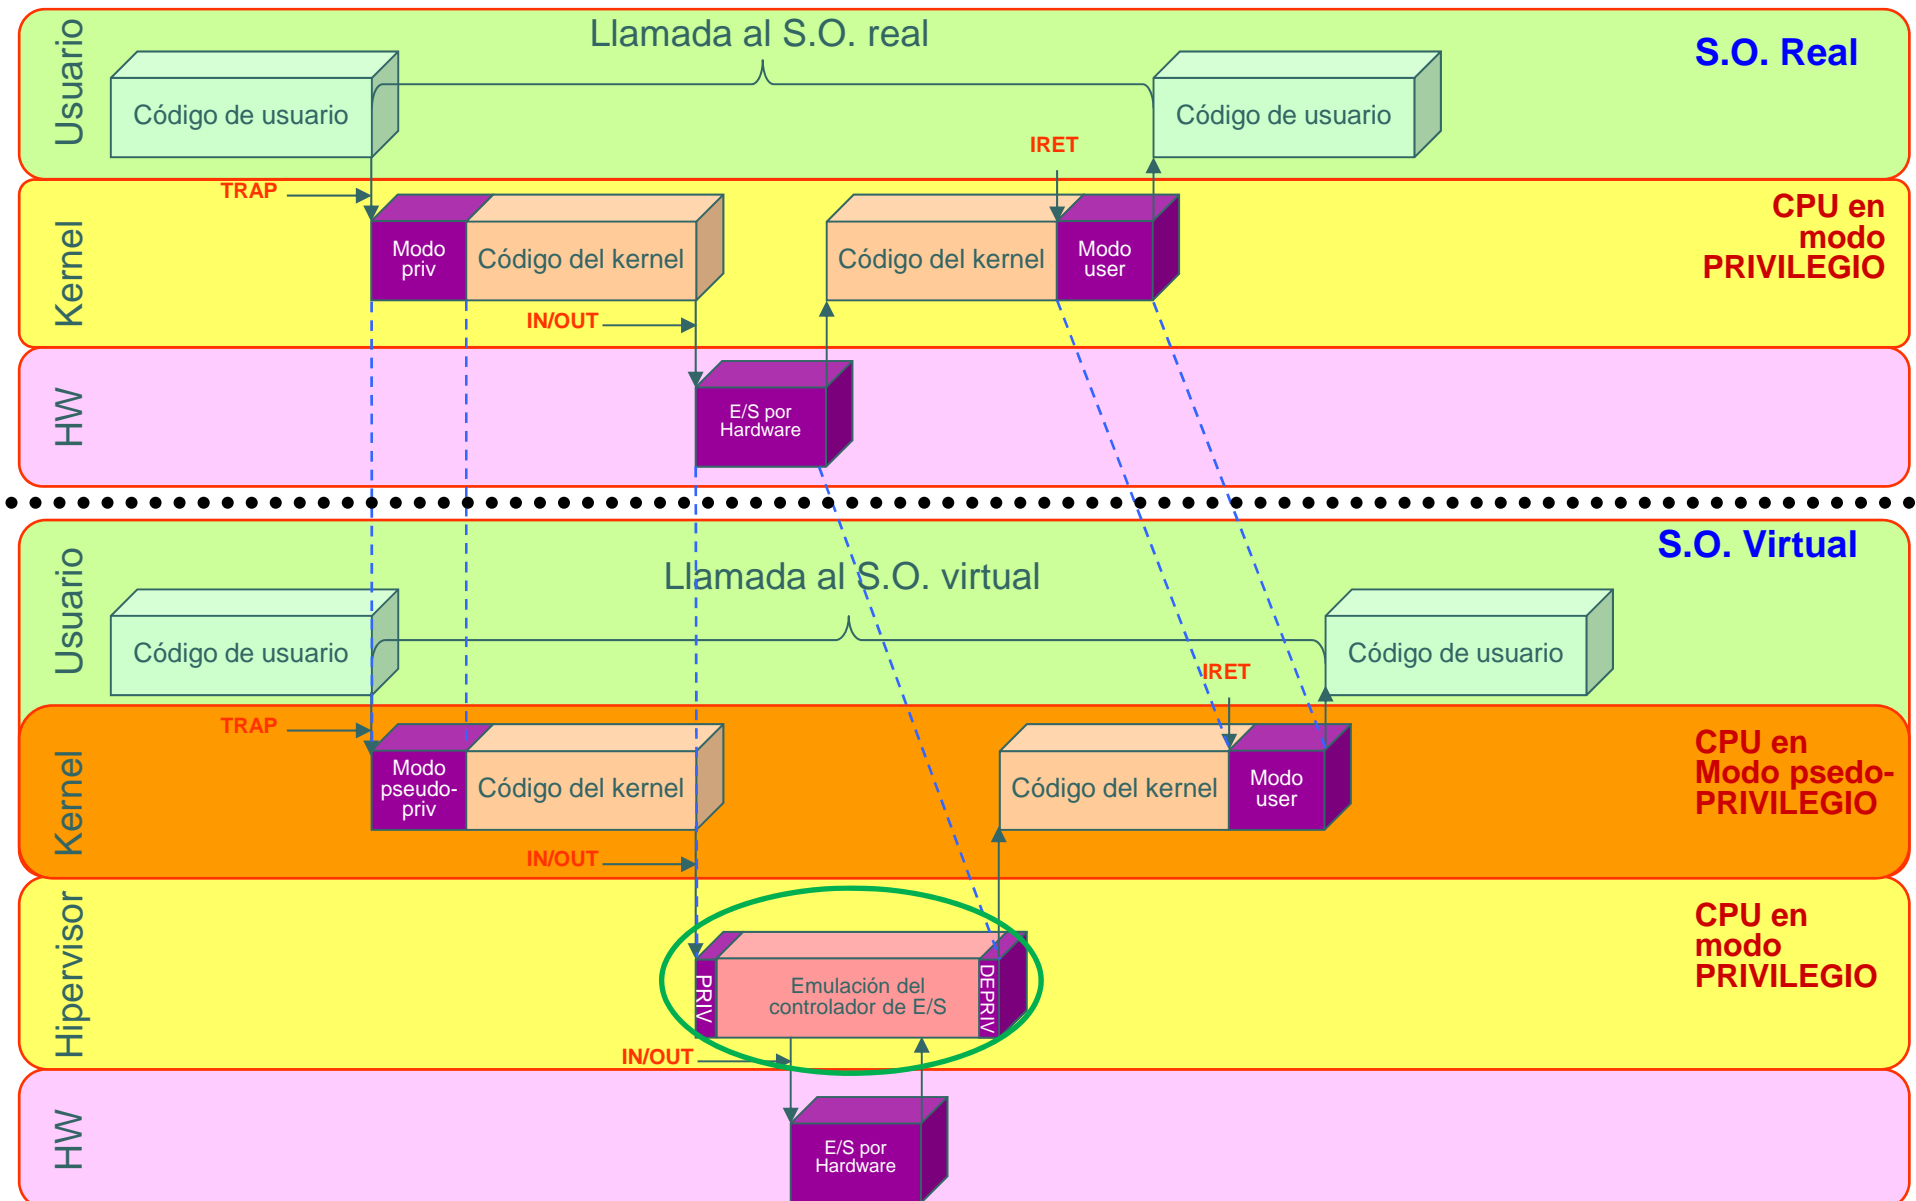 Usuario
Llamada al S.O. real
S.O. Real
Código de usuario
Código de usuario
IRET
TRAP
Kernel
Modo
priv
Código del kernel
Código del kernel
Modo
user
CPU en
modo
PRIVILEGIO
IN/OUT
HW
E/S por
Hardware
Usuario
S.O. Virtual
Llamada al S.O. virtual
Código de usuario
Código de usuario
IRET
TRAP
Kernel
Modo
pseudo-
priv
Código del kernel
Código del kernel
Modo
user
CPU en
Modo psedo-
PRIVILEGIO
IN/OUT
Hipervisor
PRIV
Emulación del
controlador de E/S
DEPRIV
CPU en
modo
PRIVILEGIO
IN/OUT
HW
E/S por
Hardware